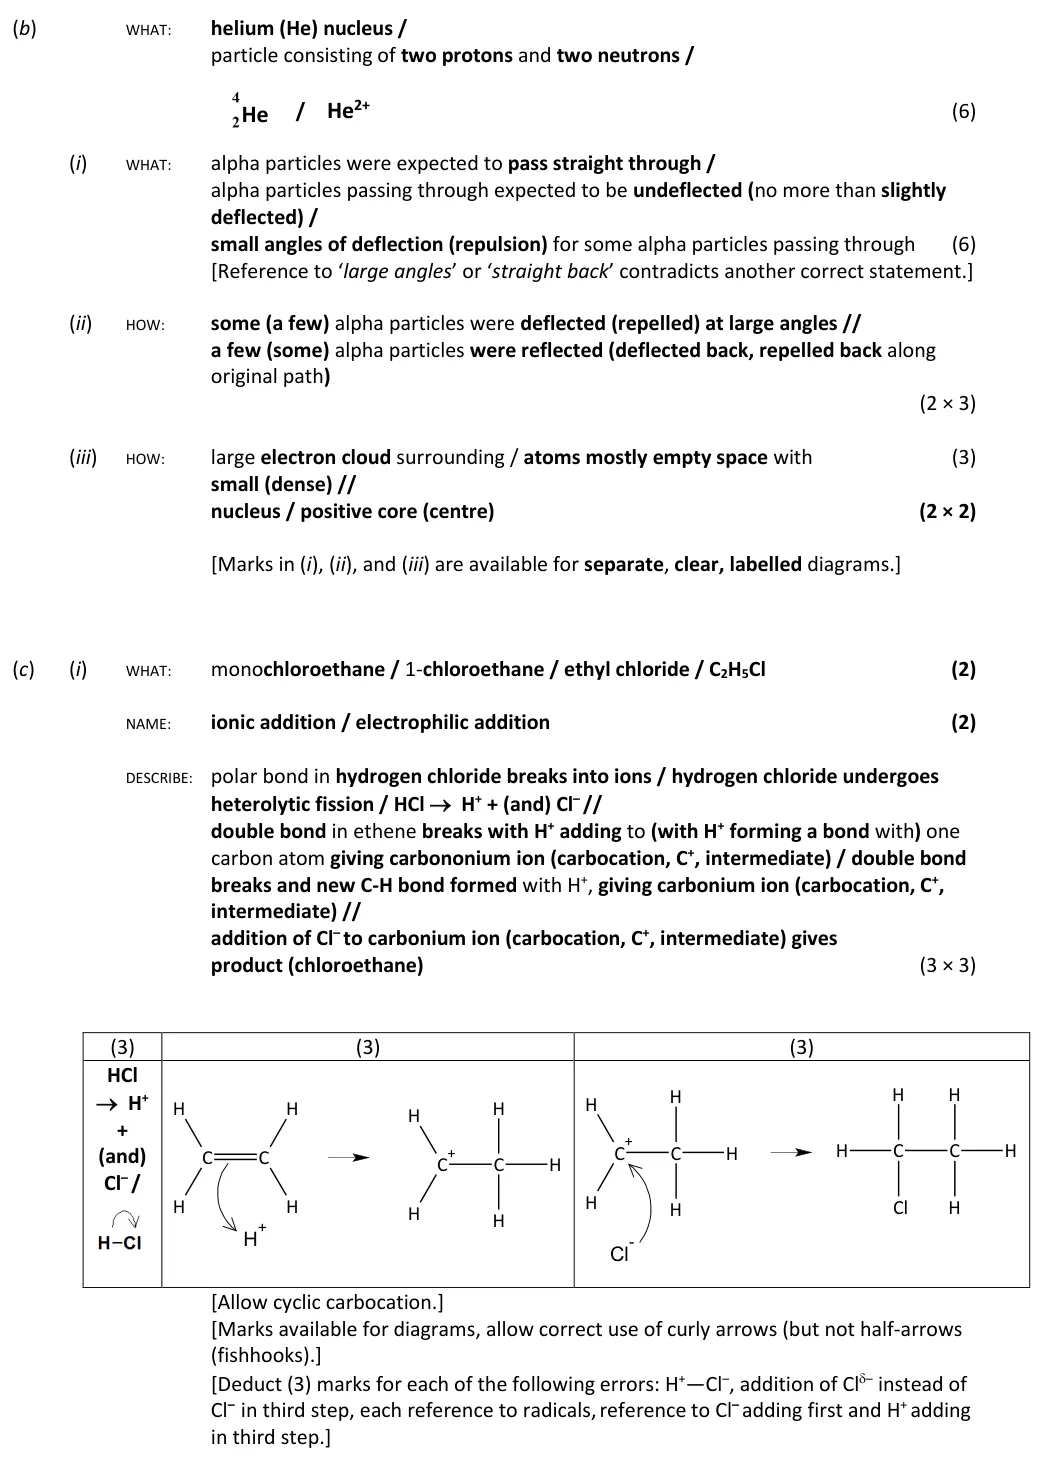 (b) WHAT: helium (He) nucleus /
particle consisting of two protons and two neutrons /
⁴₂He / He²⁺ (6)
(i) WHAT: alpha particles were expected to pass straight through /
alpha particles passing through expected to be undeflected (no more than slightly
deflected) /
small angles of deflection (repulsion) for some alpha particles passing through (6)
[Reference to ‘large angles’ or ‘straight back’ contradicts another correct statement.]
(ii) HOW: some (a few) alpha particles were deflected (repelled) at large angles //
a few (some) alpha particles were reflected (deflected back, repelled back along
original path)
(2 × 3)
(iii) HOW: large electron cloud surrounding / atoms mostly empty space with (3)
small (dense) //
nucleus / positive core (centre) (2 × 2)
[Marks in (i), (ii), and (iii) are available for separate, clear, labelled diagrams.]
(c) (i) WHAT: monochloroethane / 1-chloroethane / ethyl chloride / C₂H₅Cl (2)
NAME: ionic addition / electrophilic addition (2)
DESCRIBE: polar bond in hydrogen chloride breaks into ions / hydrogen chloride undergoes
heterolytic fission / HCl → H⁺ + (and) Cl⁻ //
double bond in ethene breaks with H⁺ adding to (with H⁺ forming a bond with) one
carbon atom giving carbononium ion (carbocation, C⁺, intermediate) / double bond
breaks and new C-H bond formed with H⁺, giving carbonium ion (carbocation, C⁺,
intermediate) //
addition of Cl⁻ to carbonium ion (carbocation, C⁺, intermediate) gives
product (chloroethane) (3 × 3)
(3) (3) (3)
HCl
→ H⁺
+
(and)
Cl⁻ /
H–Cl
H H
C C
H H
H⁺
H H
C⁺ C H
H H
H H
C⁺ C H
H H
Cl⁻
H H
H C C H
Cl H
[Allow cyclic carbocation.]
[Marks available for diagrams, allow correct use of curly arrows (but not half-arrows
(fishhooks).]
[Deduct (3) marks for each of the following errors: H⁺—Cl⁻, addition of Clᵟ⁻ instead of
Cl⁻ in third step, each reference to radicals, reference to Cl⁻ adding first and H⁺ adding
in third step.]